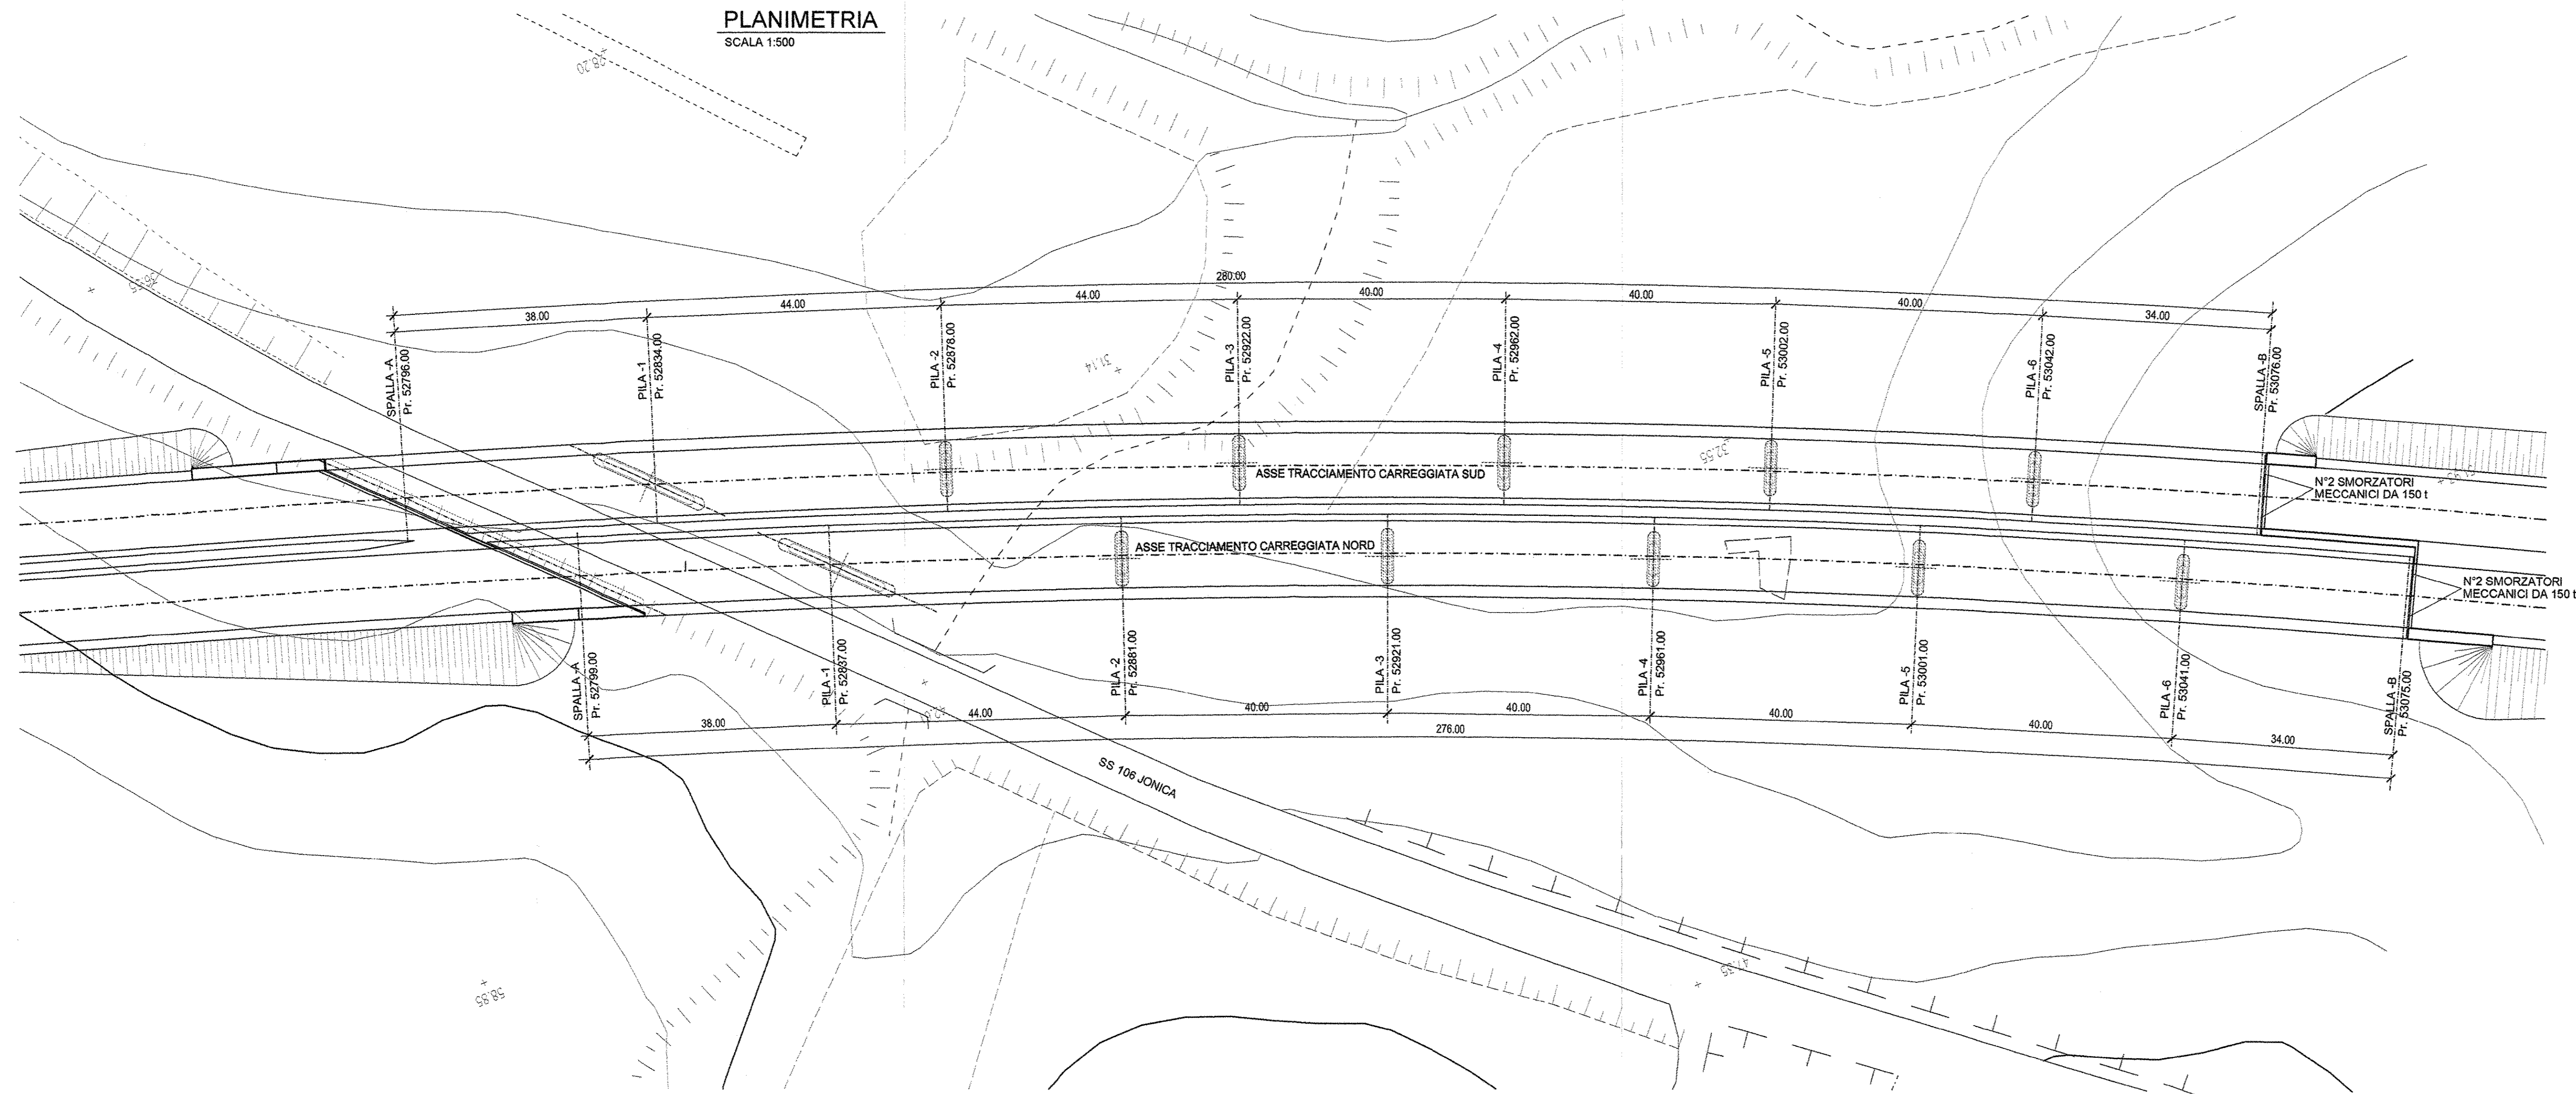 PLANIMETRIA
SCALA 1:500
28.20
36.55
280.00
38.00
44.00
44.00
40.00
40.00
40.00
34.00
SPALLA -A
Pr. 52796.00
PILA -1
Pr. 52834.00
PILA -2
Pr. 52878.00
PILA -3
Pr. 52922.00
PILA -4
Pr. 52962.00
PILA -5
Pr. 53002.00
PILA -6
Pr. 53042.00
SPALLA -B
Pr. 53076.00
31.14
32.55
ASSE TRACCIAMENTO CARREGGIATA SUD
N°2 SMORZATORI
MECCANICI DA 150 t
ASSE TRACCIAMENTO CARREGGIATA NORD
N°2 SMORZATORI
MECCANICI DA 150 t
SPALLA -A
Pr. 52799.00
PILA -1
Pr. 52837.00
PILA -2
Pr. 52881.00
PILA -3
Pr. 52921.00
PILA -4
Pr. 52961.00
PILA -5
Pr. 53001.00
PILA -6
Pr. 53041.00
SPALLA -B
Pr. 53075.00
38.00
44.00
40.00
40.00
40.00
40.00
34.00
276.00
SS 106 JONICA
41.35
58.85